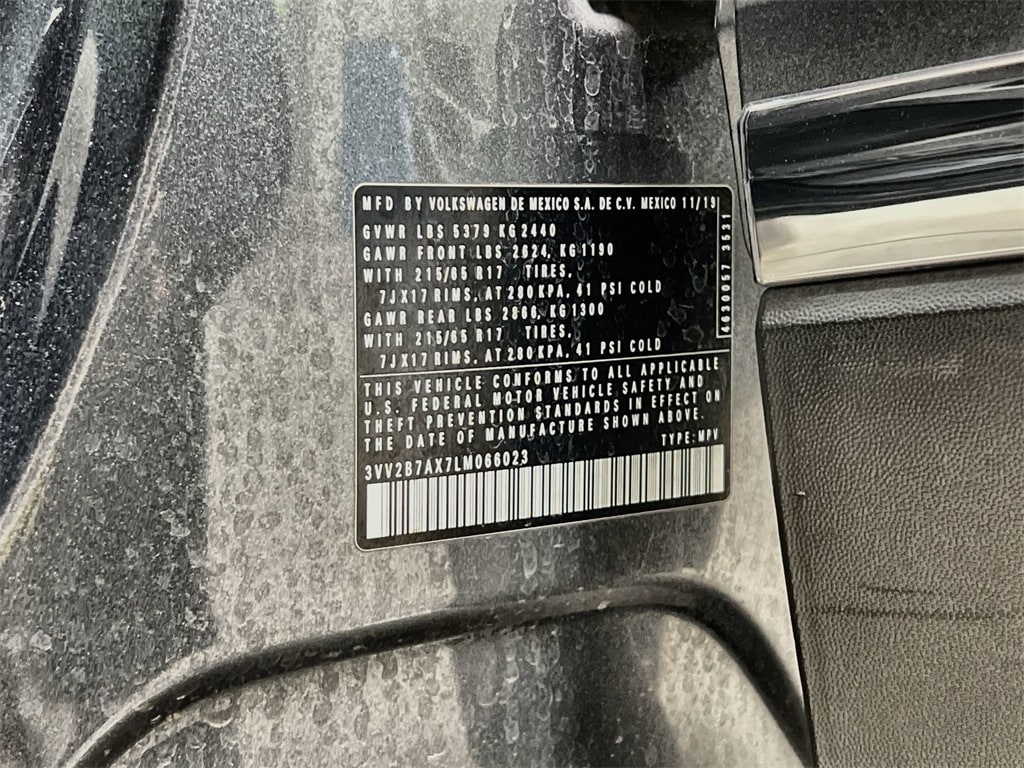 MFD BY VOLKSWAGEN DE MEXICO S.A. DE C.V. MEXICO 11/19
GVWR LBS 5379 KG 2440
GAWR FRONT LBS 2624, KG 1190
WITH 215/65 R17 TIRES,
7JX17 RIMS, AT 280 KPA, 41 PSI COLD
GAWR REAR LBS 2866, KG 1300
WITH 215/65 R17 TIRES,
7JX17 RIMS, AT 280 KPA, 41 PSI COLD
4630057 3531
THIS VEHICLE CONFORMS TO ALL APPLICABLE
U.S. FEDERAL MOTOR VEHICLE SAFETY AND
THEFT PREVENTION STANDARDS IN EFFECT ON
THE DATE OF MANUFACTURE SHOWN ABOVE.
TYPE: MPV
3VV2B7AX7LM066023